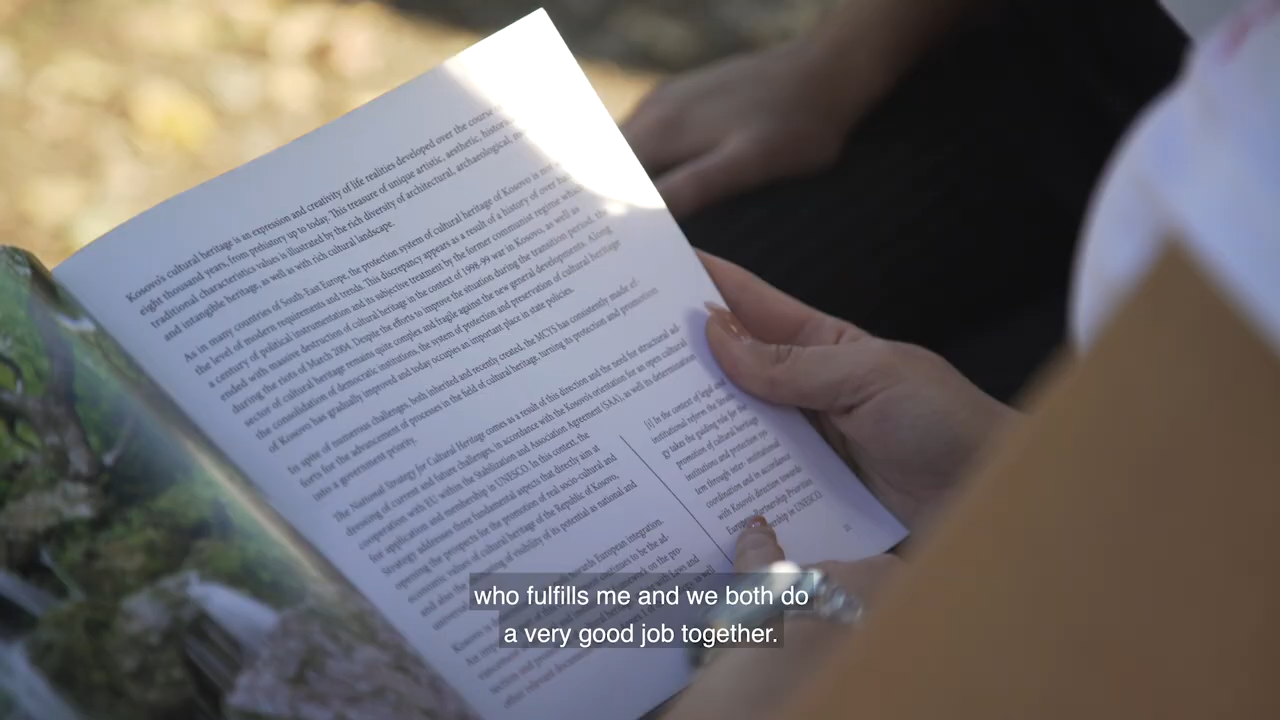 Kosovo's cultural heritage is an expression and creativity of life realities developed over the course
eight thousand years, from prehistory up to today. This treasure of unique artistic, aesthetic,
traditional characteristics values is illustrated by the rich diversity of architectural, archaeological,
and intangible heritage, as well as with rich cultural landscape.
As in many countries of South-East Europe, the protection system of cultural heritage of Kosovo is not
the level of modern requirements and trends. This discrepancy appears as a result of a history of over
a century of political instrumentation and its subjective treatment by the former communist regime
ended with massive destruction of cultural heritage in the context of 1998-99 war in Kosovo, as well as
during the riots of March 2004. Despite the efforts to improve the situation during the transition period, the
sector of cultural heritage remains quite complex and fragile against the new general developments. Along
the consolidation of democratic institutions, the system of protection and preservation of cultural heritage
of Kosovo has gradually improved and today occupies an important place in state policies.
In spite of numerous challenges, both inherited and recently created, the MCYS has consistently made ef-
forts for the advancement of processes in the field of cultural heritage, turning its protection and promotion
into a government priority.
The National Strategy for Cultural Heritage comes as a result of this direction and the need for structural ad-
dressing of current and future challenges, in accordance with the Kosovo's orientation for an open cultural
cooperation with EU within the Stabilization and Association Agreement (SAA), as well its determination
for application and membership in UNESCO. In this context, the
Strategy addresses three fundamental aspects that directly aim at
opening the prospects for the promotion of real socio-cultural and
economic values of cultural heritage of the Republic of Kosovo,
and also the of visibility of its potential as national and
towards European integration.
continues to be the ad-
on the pro-
with Laws and
[i] In the context of legal and
institutional reform the
gy takes the guiding role for the
promotion of cultural heritage
institutions and protection sys
tem through inter- institutional
coordination and in accordance
with Kosovo's direction towards
European Partnership Priorities
in UNESCO.
who fulfills me and we both do
a very good job together.